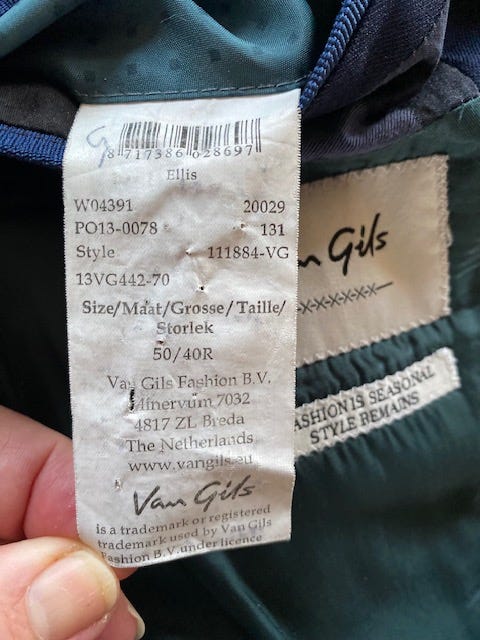 8 717386 028697
Ellis
W04391 20029
PO13-0078 131
Style 111884-VG
13VG442-70
Size/Maat/Grosse/Taille/
Storlek
50/40R
Van Gils Fashion B.V.
Minervum 7032
4817 ZL Breda
The Netherlands
www.vangils.eu
Van Gils
is a trademark or registered
trademark used by Van Gils
Fashion B.V. under licence
Gils
-x-x-x-x-x-x-x-
FASHION IS SEASONAL
STYLE REMAINS